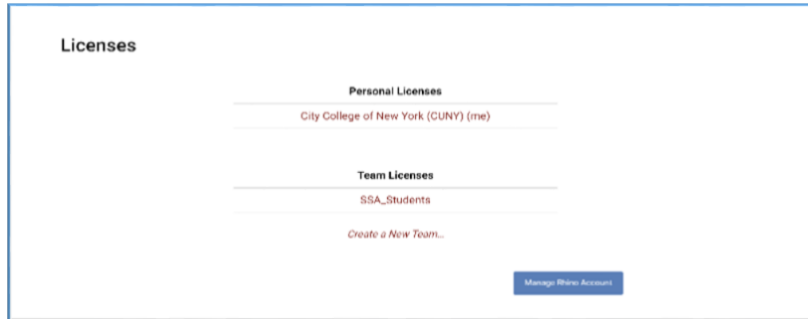 Licenses
Personal Licenses
City College of New York (CUNY) (me)
Team Licenses
SSA_Students
Create a New Team...
Manage Rhino Account